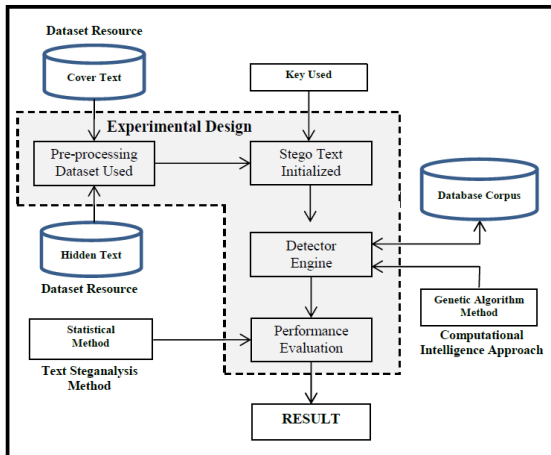 Dataset Resource
Cover Text
Key Used
Experimental Design
Pre-processing
Dataset Used
Stego Text
Initialized
Database Corpus
Hidden Text
Dataset Resource
Detector
Engine
Genetic Algorithm
Method
Computational
Intelligence Approach
Statistical
Method
Text Steganalysis
Method
Performance
Evaluation
RESULT